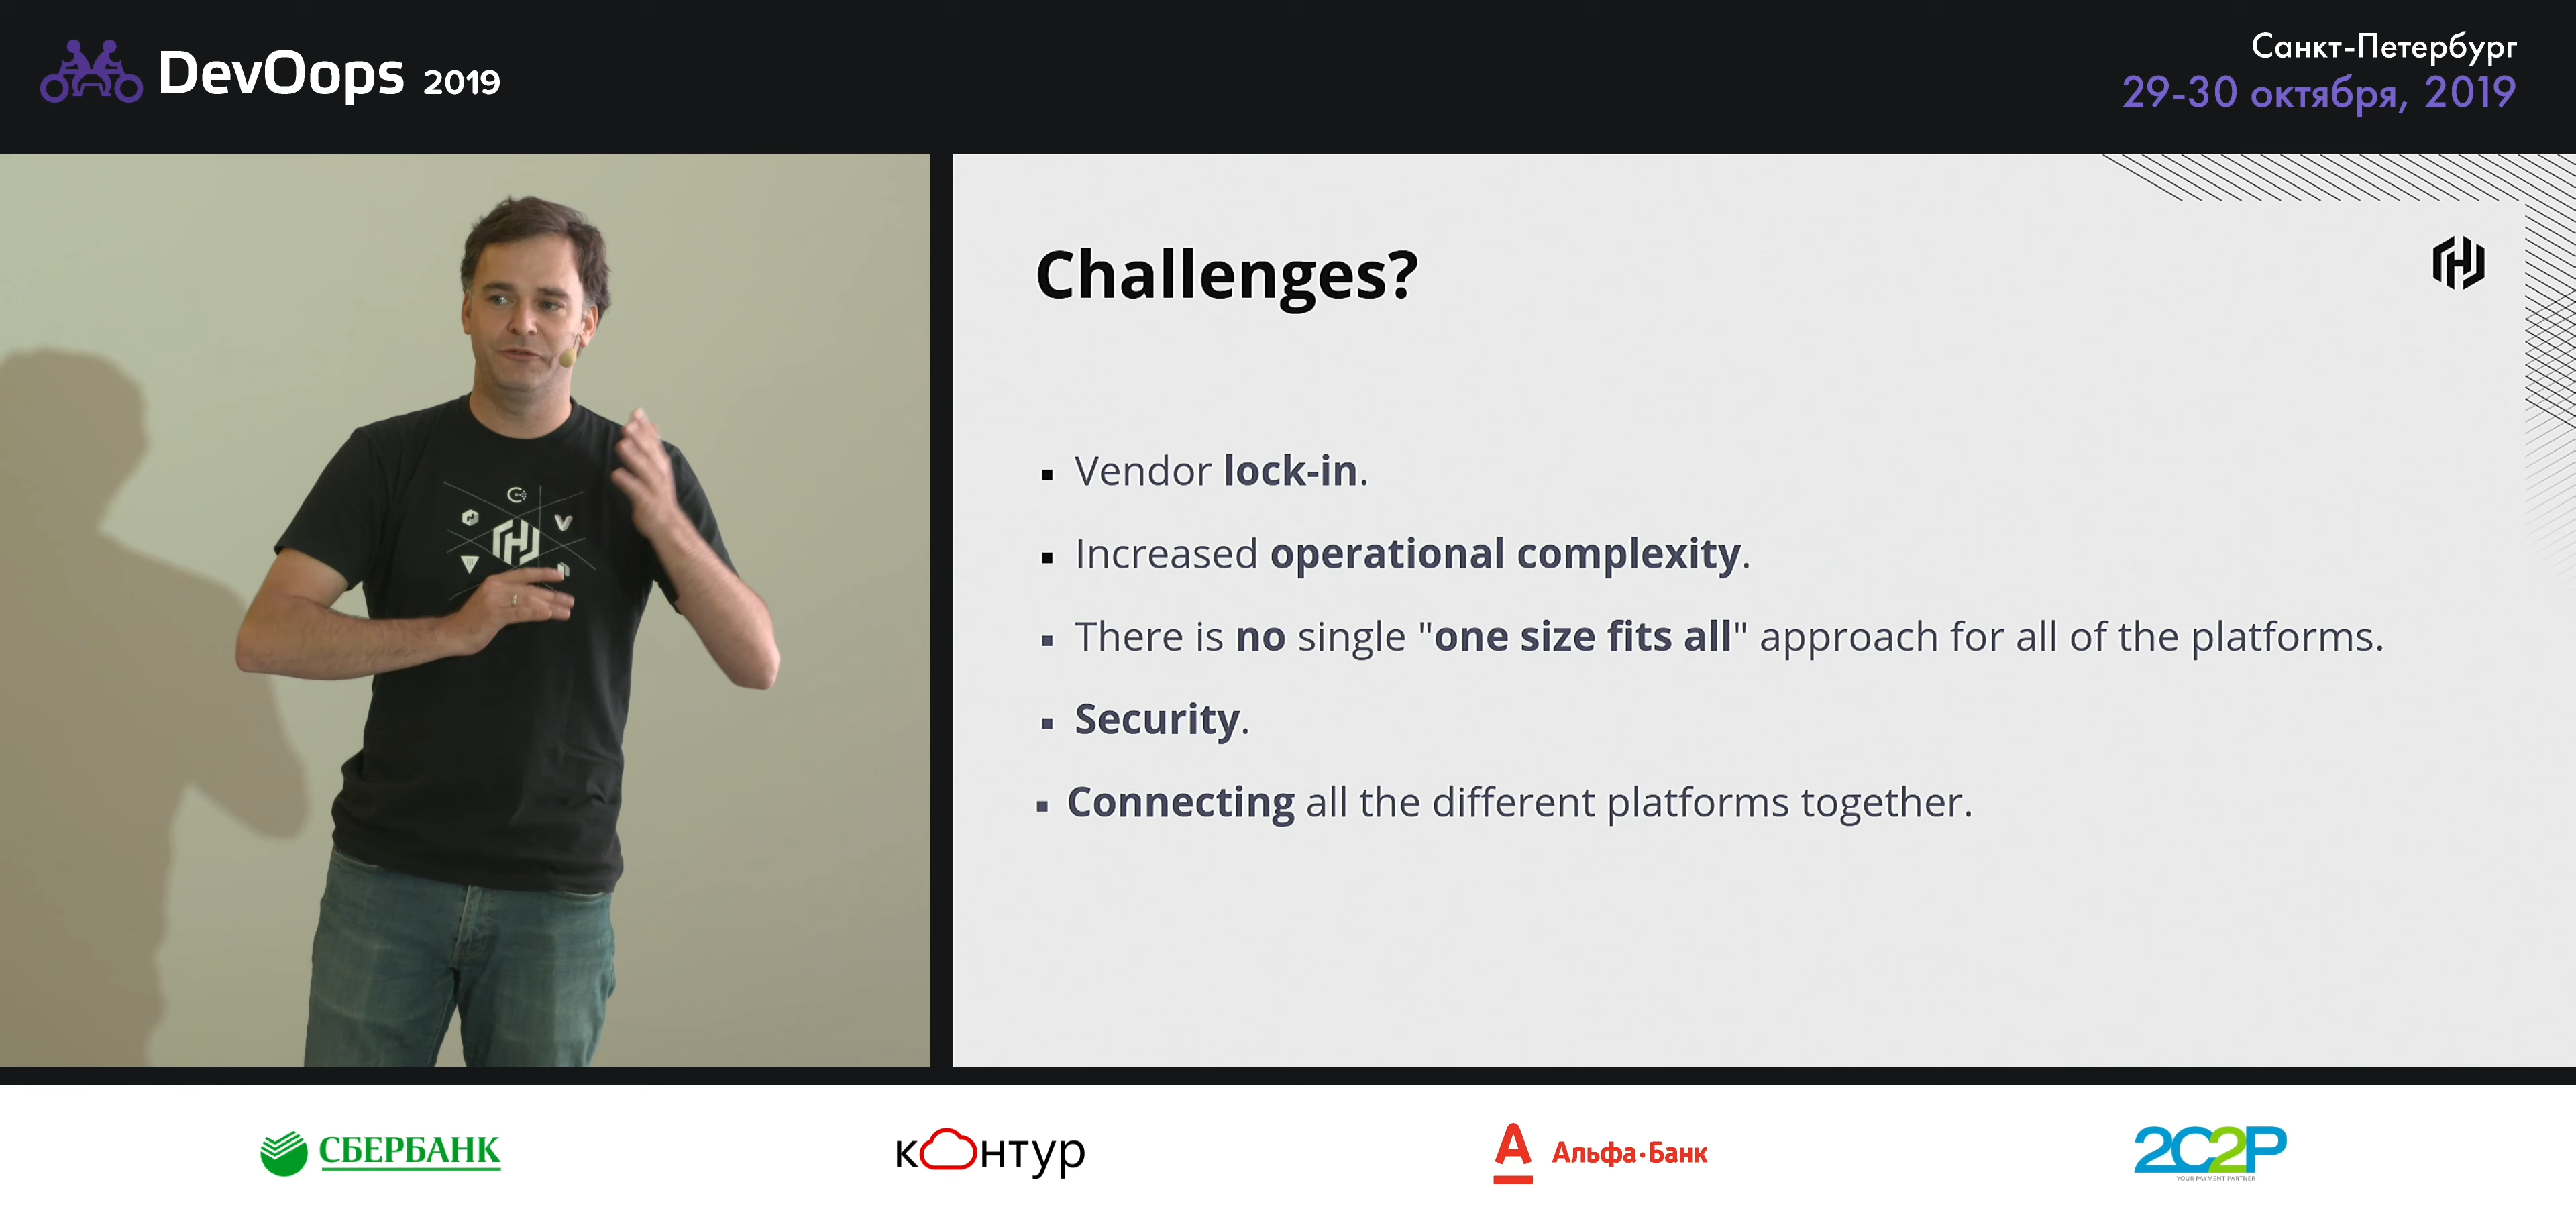 DevOops 2019
Санкт-Петербург
29-30 октября, 2019
Challenges?
▪ Vendor lock-in.
▪ Increased operational complexity.
▪ There is no single "one size fits all" approach for all of the platforms.
▪ Security.
▪ Connecting all the different platforms together.
СБЕРБАНК
контур
Альфа·Банк
2C2P
YOUR PAYMENT PARTNER